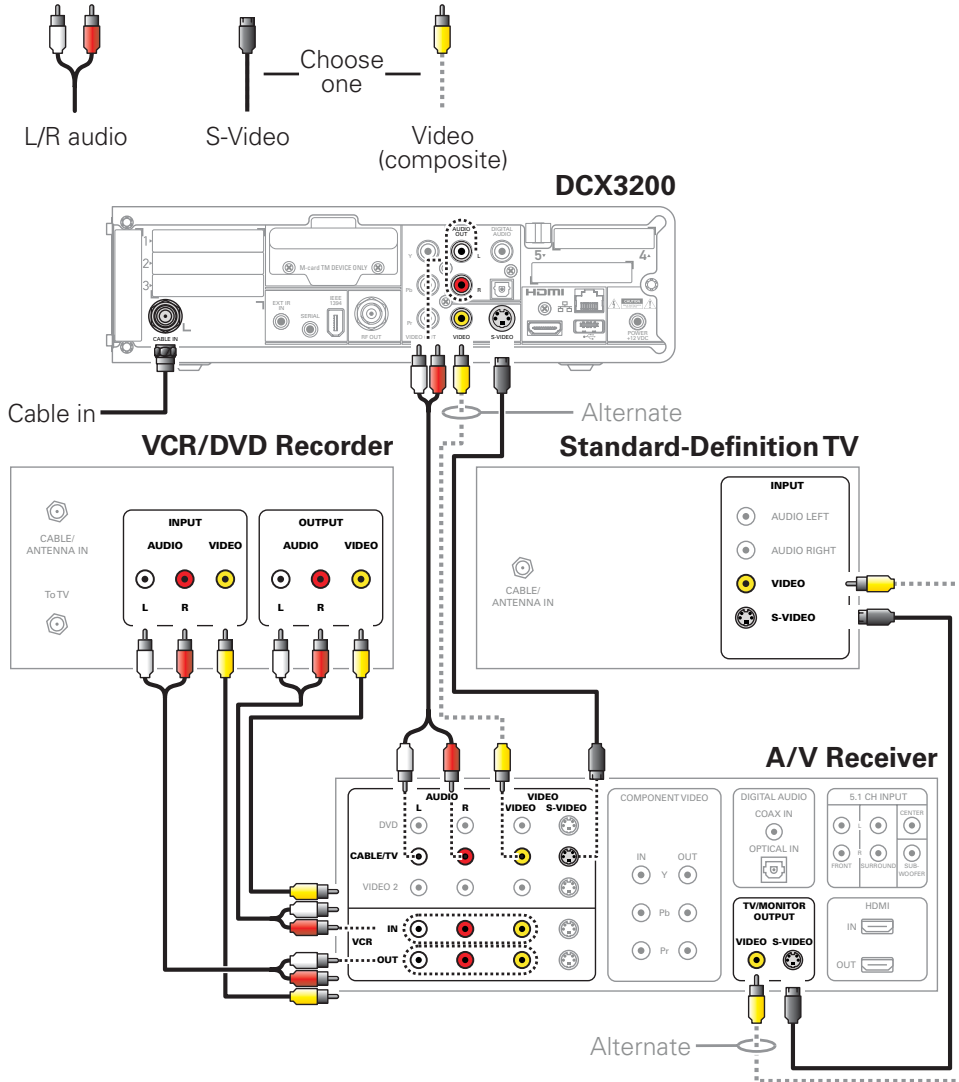 Choose
one
L/R audio
S-Video
Video
(composite)
DCX3200
1
2
3
M-card TM DEVICE ONLY
CABLE IN
EXT IR
IN
SERIAL
IEEE
1394
RF OUT
Y
Pb
Pr
VIDEO OUT
AUDIO
OUT
L
R
VIDEO
DIGITAL
AUDIO
S-VIDEO
5
4
HDMI
CAUTION
POWER
+12 VDC
Cable in
Alternate
VCR/DVD Recorder
CABLE/
ANTENNA IN
To TV
INPUT
AUDIO VIDEO
L R
OUTPUT
AUDIO VIDEO
L R
Standard-Definition TV
CABLE/
ANTENNA IN
INPUT
AUDIO LEFT
AUDIO RIGHT
VIDEO
S-VIDEO
A/V Receiver
AUDIO VIDEO
L R VIDEO S-VIDEO
DVD
CABLE/TV
VIDEO 2
VCR
IN
OUT
COMPONENT VIDEO
IN OUT
Y
Pb
Pr
DIGITAL AUDIO
COAX IN
OPTICAL IN
5.1 CH INPUT
L
R
FRONT
SURROUND
CENTER
SUB-
WOOFER
TV/MONITOR
OUTPUT
VIDEO S-VIDEO
HDMI
IN
OUT
Alternate